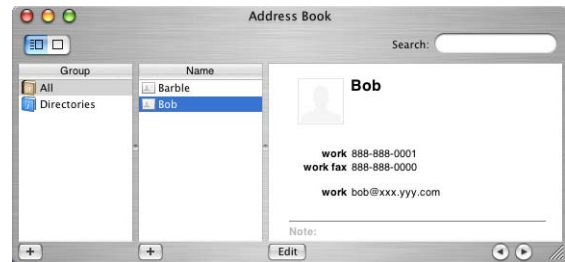 Address Book
Search:
Group
All
Directories
Name
Barble
Bob
Bob
work 888-888-0001
work fax 888-888-0000
work bob@xxx.yyy.com
Note:
+
+
Edit